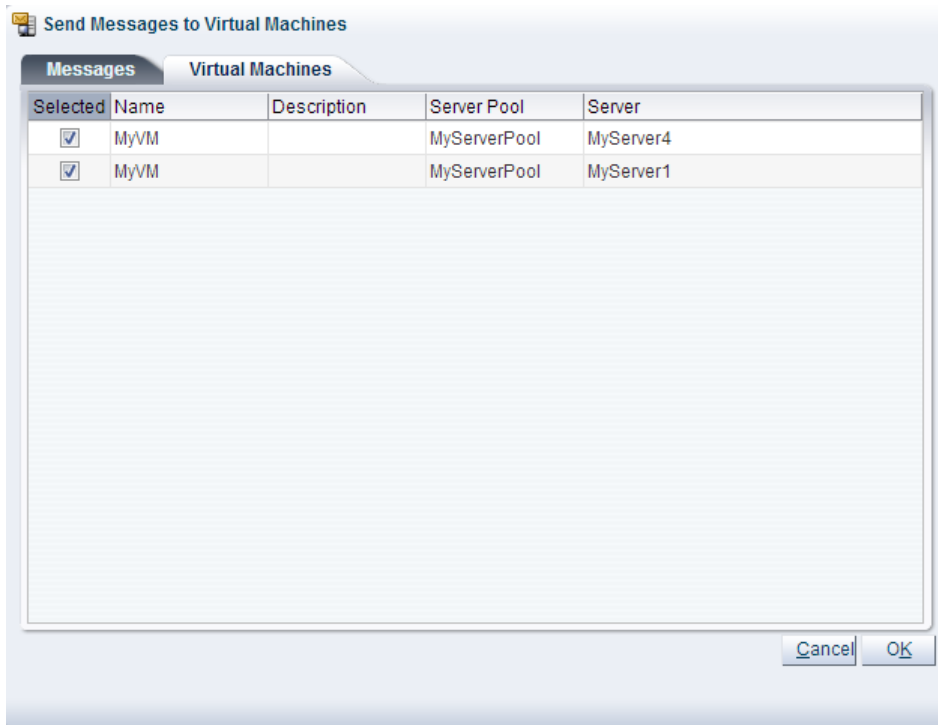 Send Messages to Virtual Machines
Messages Virtual Machines
Selected Name Description Server Pool Server
MyVM MyServerPool MyServer4
MyVM MyServerPool MyServer1
Cancel OK